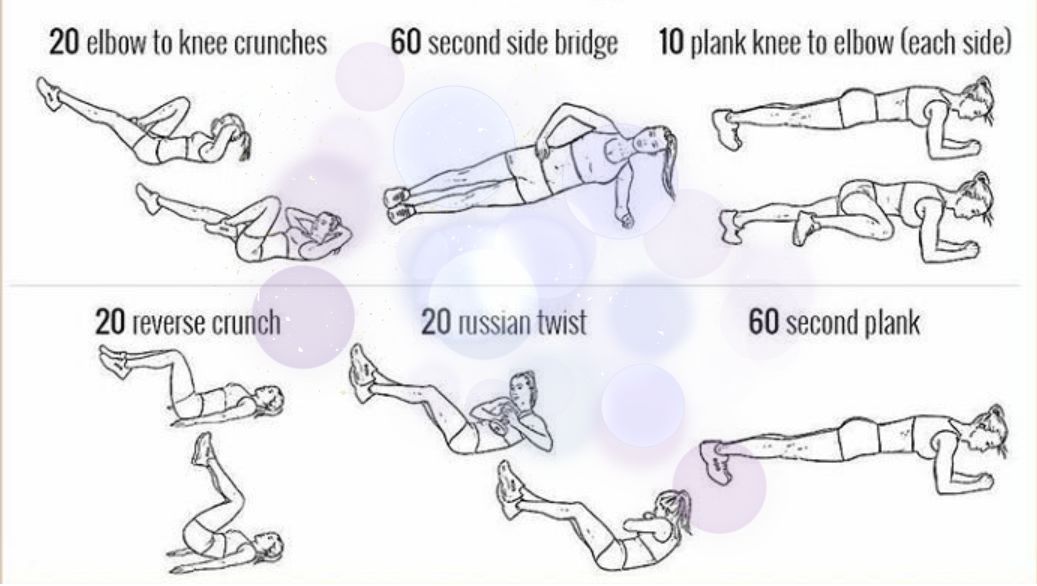 20 elbow to knee crunches
60 second side bridge
10 plank knee to elbow (each side)
20 reverse crunch
20 russian twist
60 second plank